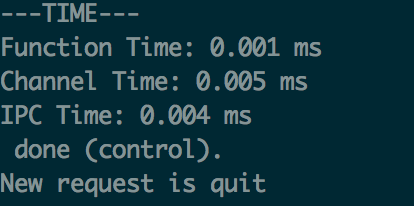 ---TIME---
Function Time: 0.001 ms
Channel Time: 0.005 ms
IPC Time: 0.004 ms
 done (control).
New request is quit